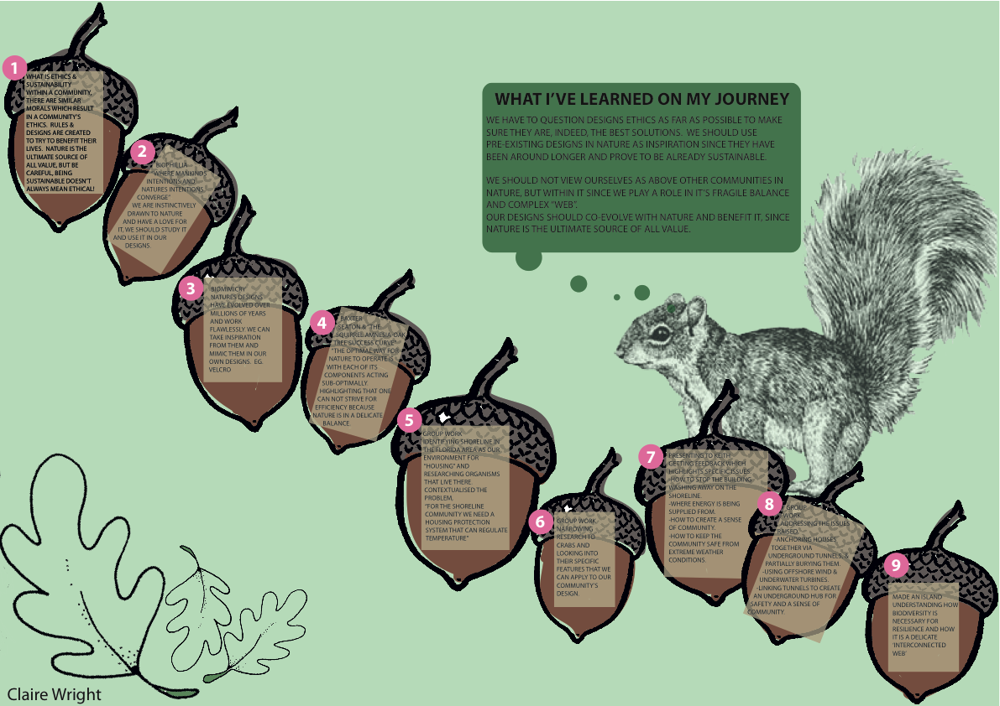 1
WHAT IS ETHICS &
SUSTAINABILITY
WITHIN A COMMUNITY,
THERE ARE SIMILAR
MORALS WHICH RESULT
IN A COMMUNITY'S
ETHICS. RULES &
DESIGNS ARE CREATED
TO TRY TO BENEFIT THEIR
LIVES. NATURE IS THE
ULTIMATE SOURCE OF
ALL VALUE, BUT BE
CAREFUL, BEING
SUSTAINABLE DOESN'T
ALWAYS MEAN ETHICAL!
2
BIOPHILLIA
"WHERE MANKINDS
INTENTIONS AND
NATURES INTENTIONS
CONVERGE"
WE ARE INSTINCTIVELY
DRAWN TO NATURE
AND HAVE A LOVE FOR
IT, WE SHOULD STUDY IT
AND USE IT IN OUR
DESIGNS.
3
BIOMIMICRY
NATURES DESIGNS
HAVE EVOLVED OVER
MILLIONS OF YEARS
AND WORK
FLAWLESSLY WE CAN
TAKE INSPIRATION
FROM THEM AND
MIMIC THEM IN OUR
OWN DESIGNS. EG.
VELCRO
4
BAXTER
SEATON & "THE
SQUIRREL AMNESIA-OAK
TREE SUCCESS CURVE"
"THE OPTIMAL WAY FOR
NATURE TO OPERATE IS
WITH EACH OF ITS
COMPONENTS ACTING
SUB-OPTIMALLY.
HIGHLIGHTING THAT ONE
CAN NOT STRIVE FOR
EFFICIENCY BECAUSE
NATURE IS IN A DELICATE
BALANCE.
5
GROUP WORK
IDENTIFYING SHORELINE IN
THE FLORIDA AREA AS OUR
ENVIRONMENT FOR
"HOUSING" AND
RESEARCHING ORGANISMS
THAT LIVE THERE.
CONTEXTUALISED THE
PROBLEM,
"FOR THE SHORELINE
COMMUNITY WE NEED A
HOUSING PROTECTION
SYSTEM THAT CAN REGULATE
TEMPERATURE"
6
GROUP WORK
NARROWING
RESEARCH TO
CRABS AND
LOOKING INTO
THEIR SPECIFIC
FEATURES THAT WE
CAN APPLY TO OUR
COMMUNITY'S
DESIGN.
7
PRESENTING TO KEITH
GETTING FEEDBACK WHICH
HIGHLIGHTS SPECIFIC ISSUES.
-HOW TO STOP THE BUILDING
WASHING AWAY ON THE
SHORELINE.
-WHERE ENERGY IS BEING
SUPPLIED FROM.
-HOW TO CREATE A SENSE
OF COMMUNITY.
-HOW TO KEEP THE
COMMUNITY SAFE FROM
EXTREME WEATHER
CONDITIONS.
8
GROUP
WORK
ADDRESSING THE ISSUES
RAISED.
-ANCHORING HOUSES
TOGETHER VIA
UNDERGROUND TUNNELS, &
PARTIALLY BURYING THEM.
-USING OFFSHORE WIND &
UNDERWATER TURBINES.
-LINKING TUNNELS TO CREATE
AN UNDERGROUND HUB FOR
SAFETY AND A SENSE OF
COMMUNITY.
9
MADE AN ISLAND
UNDERSTANDING HOW
BIODIVERSITY IS
NECESSARY FOR
RESILIENCE AND HOW
IT IS A DELICATE
'INTERCONNECTED
WEB'
WHAT I'VE LEARNED ON MY JOURNEY
WE HAVE TO QUESTION DESIGNS ETHICS AS FAR AS POSSIBLE TO MAKE
SURE THEY ARE, INDEED, THE BEST SOLUTIONS. WE SHOULD USE
PRE-EXISTING DESIGNS IN NATURE AS INSPIRATION SINCE THEY HAVE
BEEN AROUND LONGER AND PROVE TO BE ALREADY SUSTAINABLE.
WE SHOULD NOT VIEW OURSELVES AS ABOVE OTHER COMMUNITIES IN
NATURE, BUT WITHIN IT SINCE WE PLAY A ROLE IN IT'S FRAGILE BALANCE
AND COMPLEX "WEB".
OUR DESIGNS SHOULD CO-EVOLVE WITH NATURE AND BENEFIT IT, SINCE
NATURE IS THE ULTIMATE SOURCE OF ALL VALUE.
Claire Wright